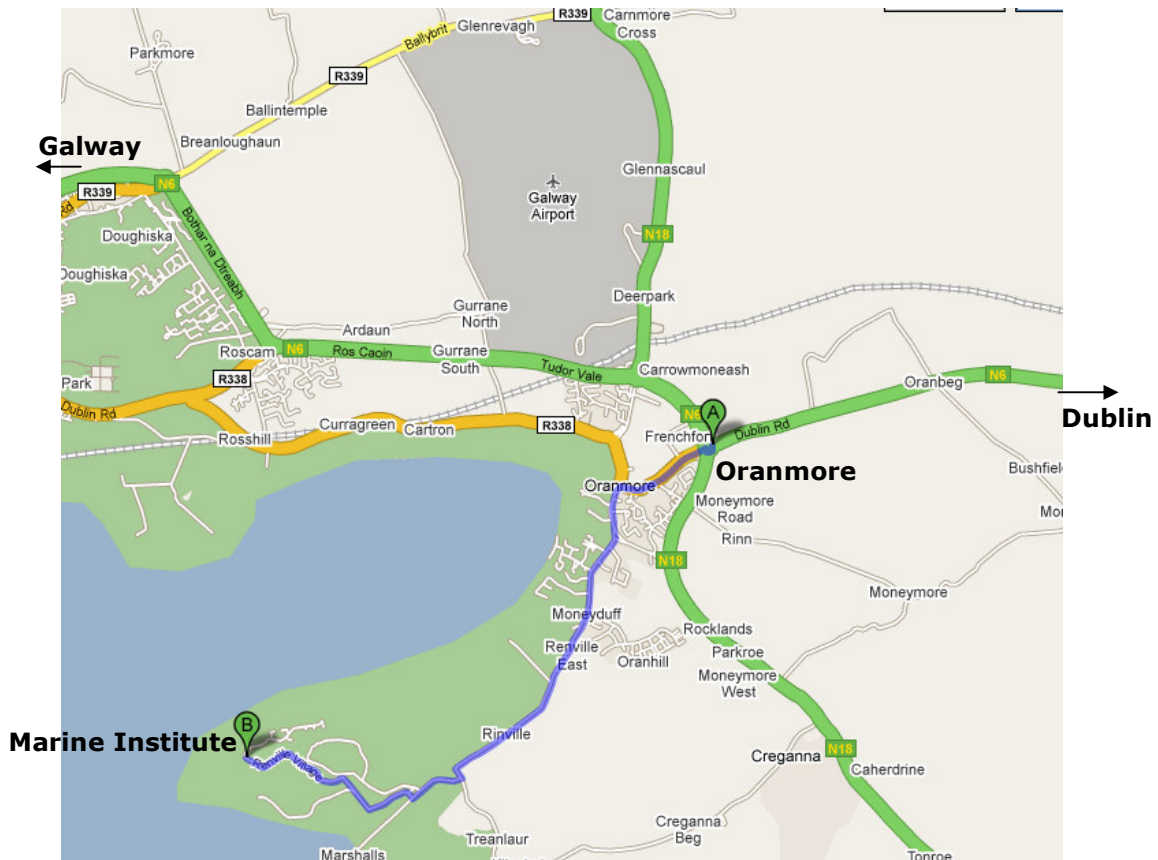 R339
Carnmore
Cross
Glenrevagh
Ballybrit
Parkmore
R339
Ballintemple
Breanloughaun
Galway
N6
R339
Rd
Glennascaul
Galway
Airport
Bothar na Dtreabh
Doughiska
Doughiska
N18
Deerpark
Gurrane
North
Ardaun
Roscam
N6
Ros Caoin
Gurrane
South
Tudor Vale
Carrowmoneash
Park
R338
Oranbeg
N6
Dublin Rd
Dublin
N6
A
Dublin Rd
Curragreen
Cartron
R338
Rosshill
Frenchfor
Oranmore
Bushfield
Oranmore
Moneymore
Road
Mo
Rinn
N18
Moneymore
Moneyduff
Rocklands
Renville
East
Oranhill
Parkroe
Moneymore
West
B
Marine Institute
Rinville
Renville Village
Creganna
N18
Caherdrine
Creganna
Beg
Treanlaur
Marshalls
Tonroe